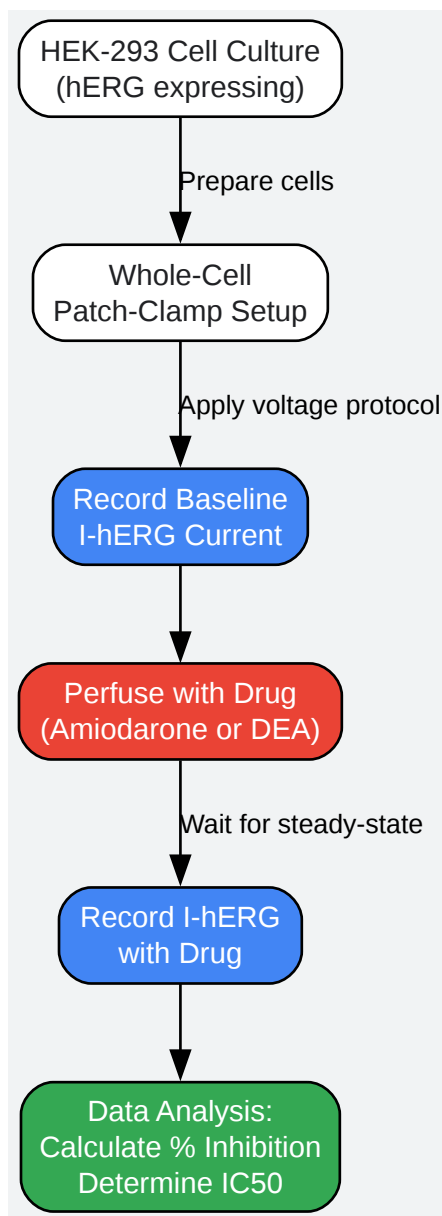 HEK-293 Cell Culture
(hERG expressing)
Prepare cells
Whole-Cell
Patch-Clamp Setup
Apply voltage protocol
Record Baseline
I-hERG Current
Perfuse with Drug
(Amiodarone or DEA)
Wait for steady-state
Record I-hERG
with Drug
Data Analysis:
Calculate % Inhibition
Determine IC50